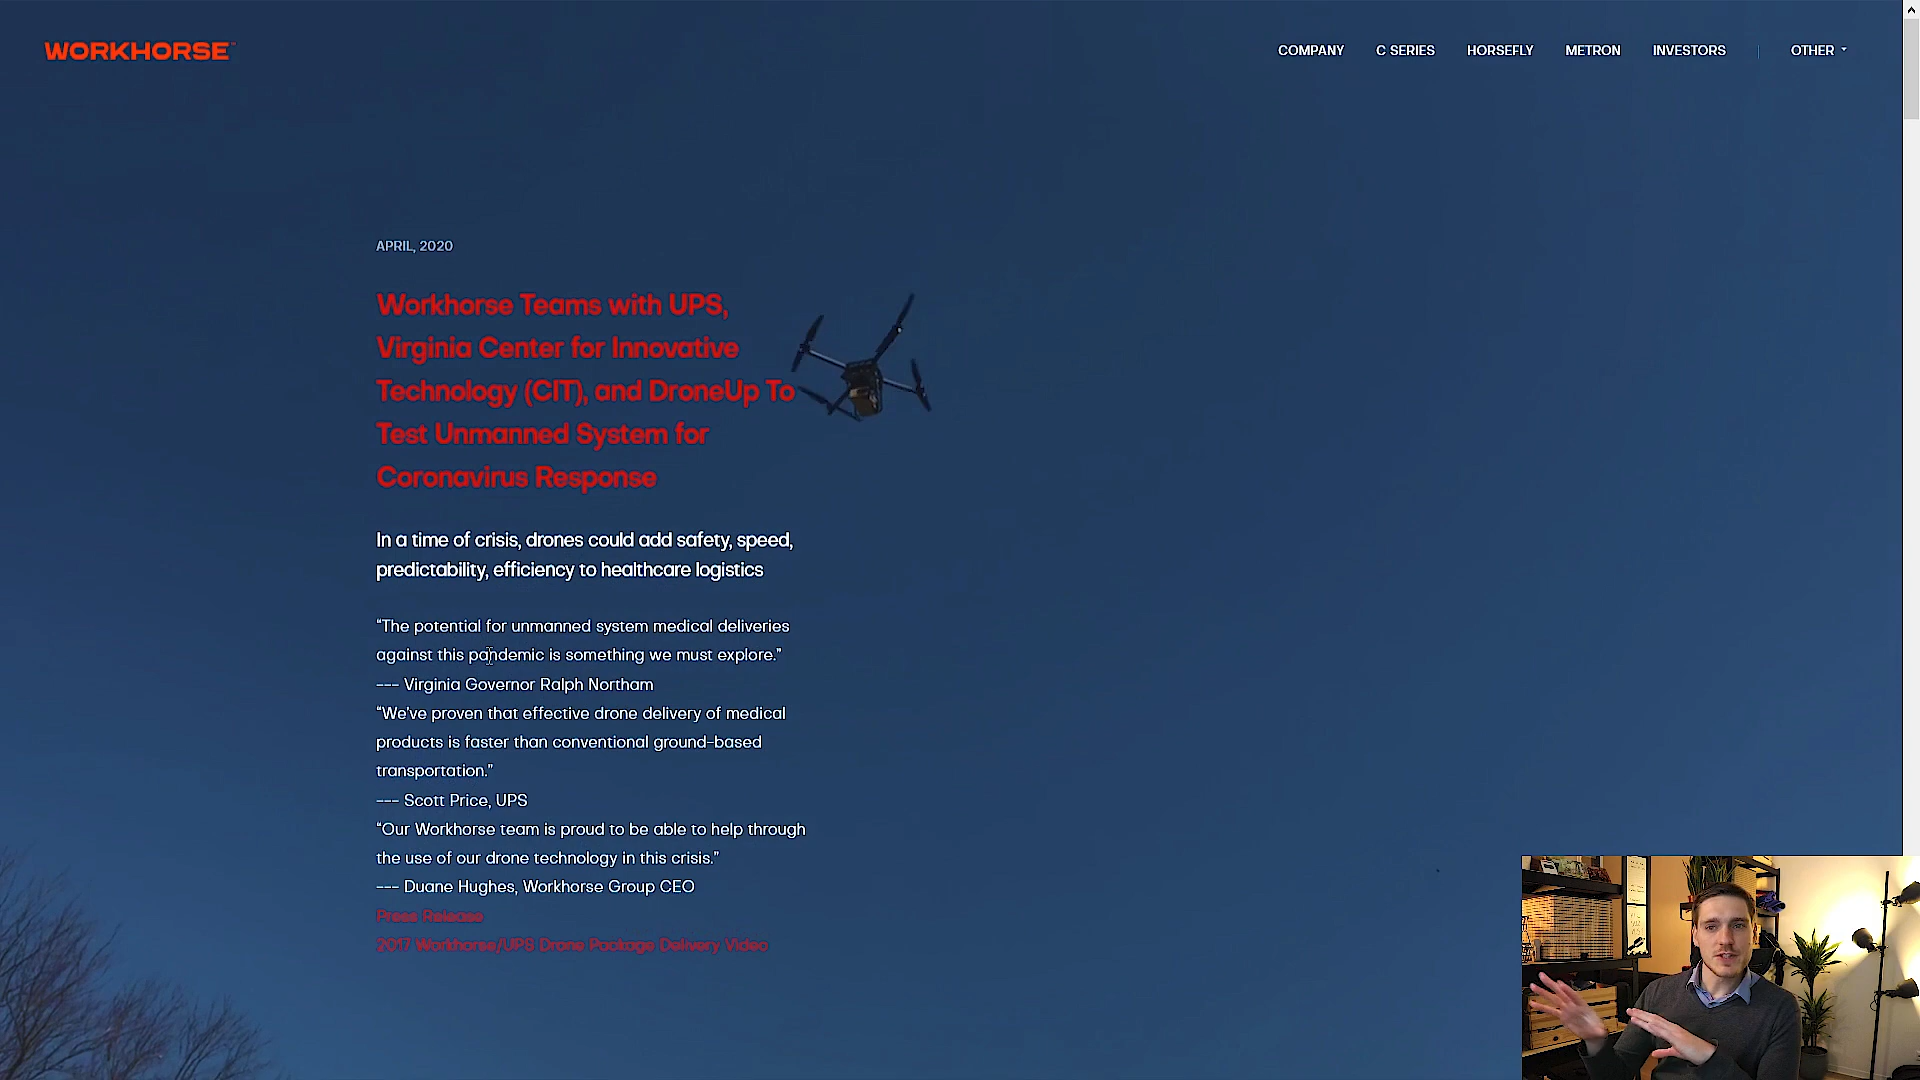 WORKHORSE
COMPANY
C SERIES
HORSEFLY
METRON
INVESTORS
OTHER
APRIL, 2020
Workhorse Teams with UPS,
Virginia Center for Innovative
Technology (CIT), and DroneUp To
Test Unmanned System for
Coronavirus Response
In a time of crisis, drones could add safety, speed,
predictability, efficiency to healthcare logistics
“The potential for unmanned system medical deliveries
against this pandemic is something we must explore.”
--- Virginia Governor Ralph Northam
“We’ve proven that effective drone delivery of medical
products is faster than conventional ground-based
transportation.”
--- Scott Price, UPS
“Our Workhorse team is proud to be able to help through
the use of our drone technology in this crisis.”
--- Duane Hughes, Workhorse Group CEO
Press Release
2017 Workhorse/UPS Drone Package Delivery Video